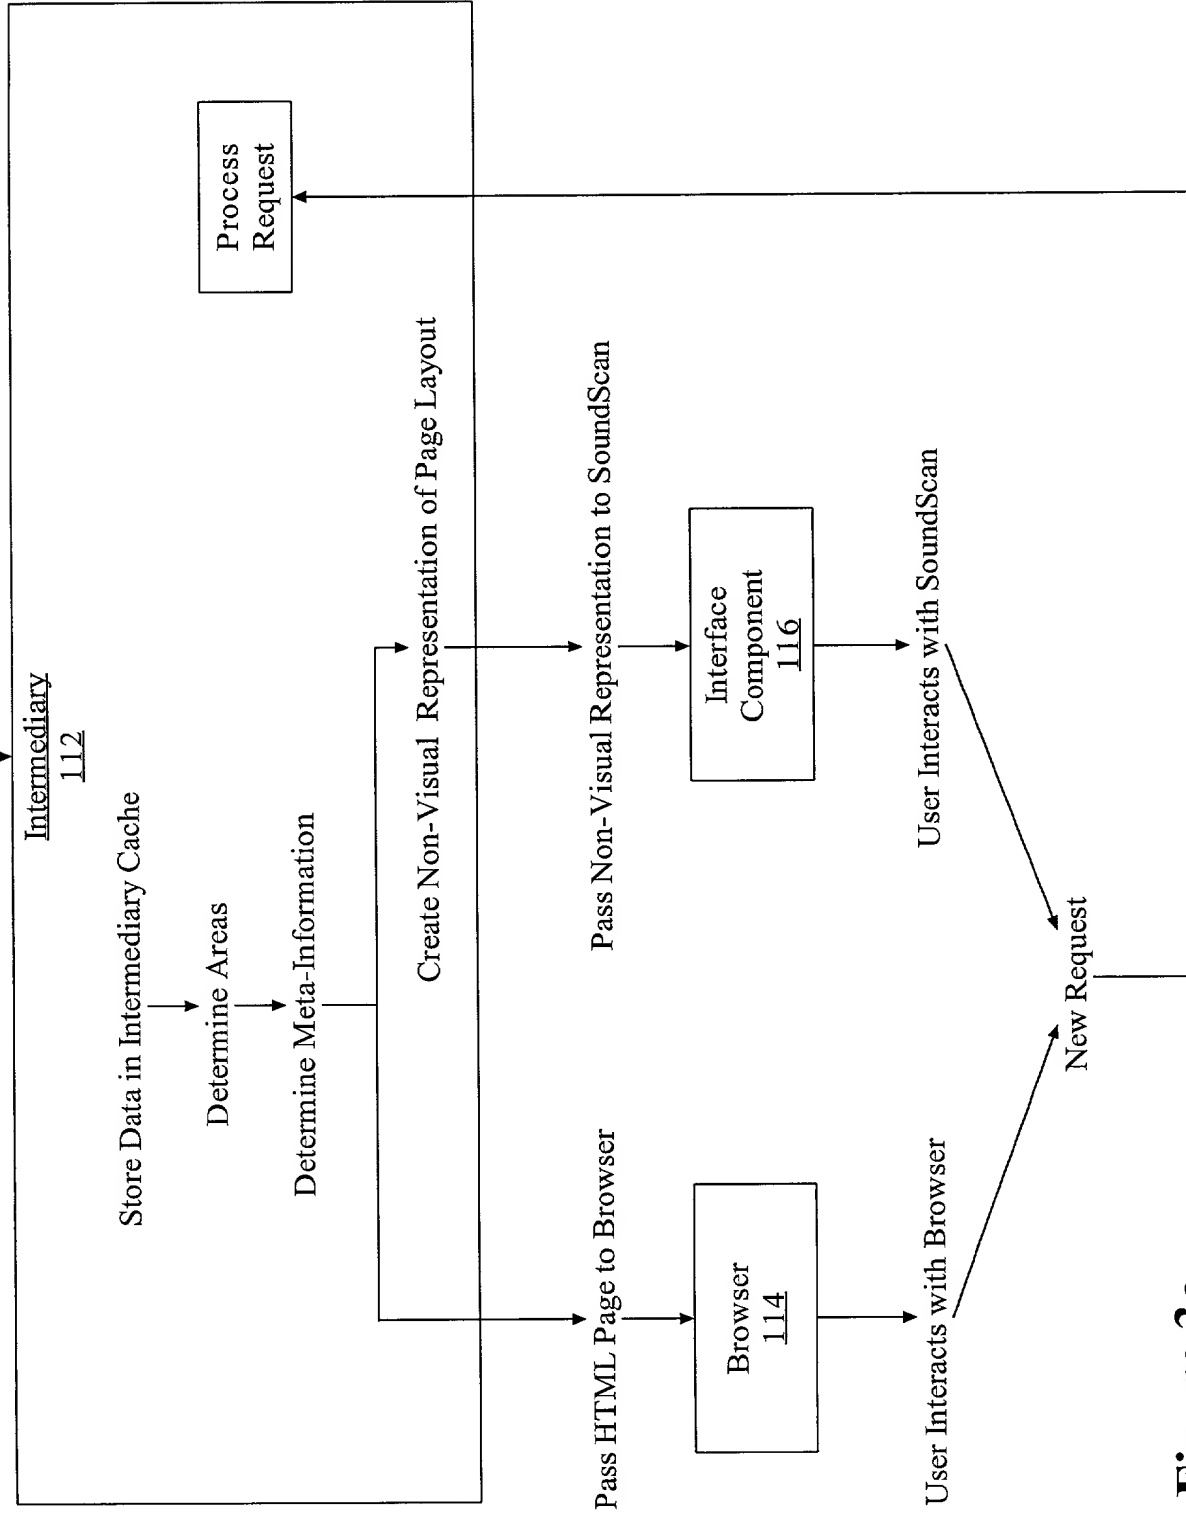 Intermediary
112
Store Data in Intermediary Cache
Determine Areas
Determine Meta-Information
Process
Request
Create Non-Visual Representation of Page Layout
Pass HTML Page to Browser
Pass Non-Visual Representation to SoundScan
Browser
114
Interface
Component
116
User Interacts with Browser
User Interacts with SoundScan
New Request